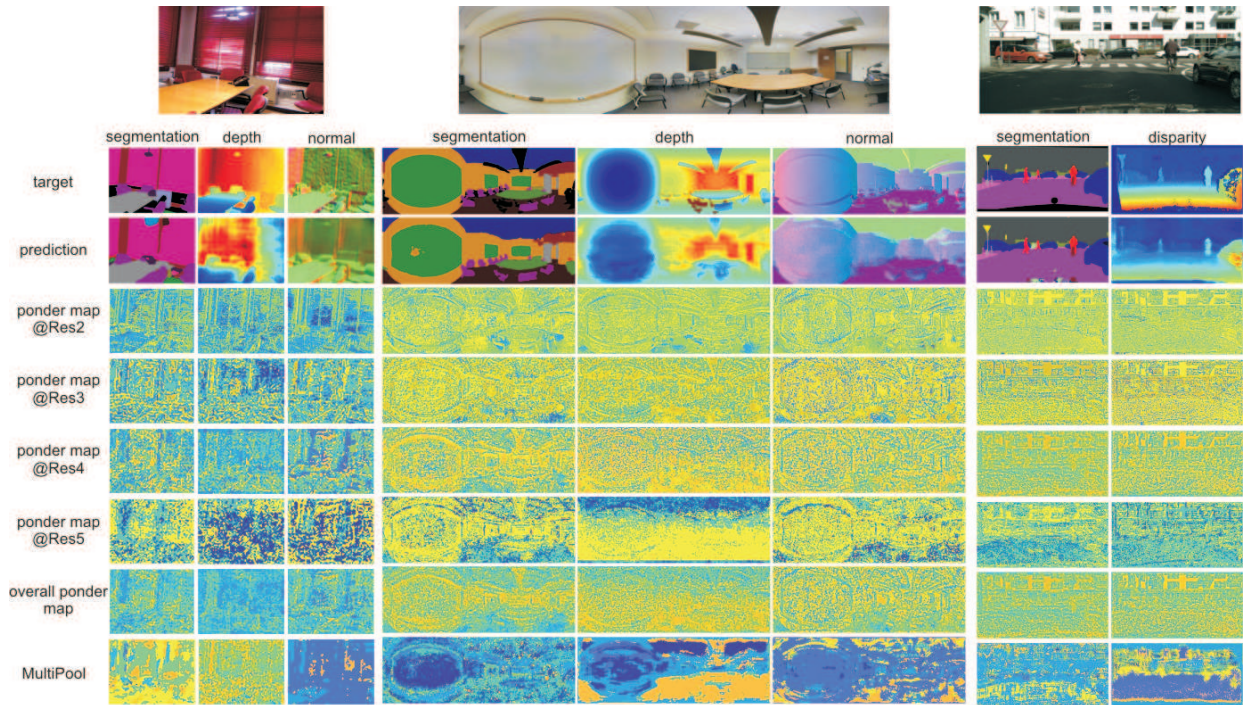 segmentation depth normal segmentation depth normal segmentation disparity
target
prediction
ponder map
@Res2
ponder map
@Res3
ponder map
@Res4
ponder map
@Res5
overall ponder
map
MultiPool